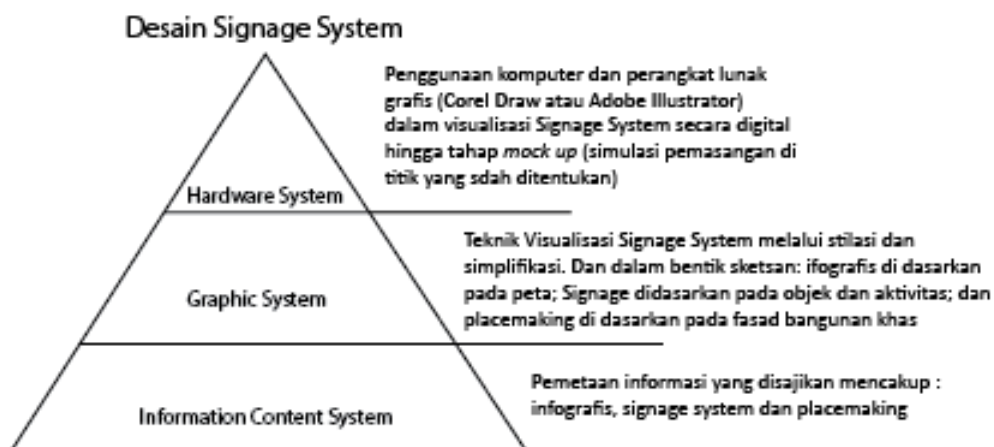 Desain Signage System
Penggunaan komputer dan perangkat lunak
grafis (Corel Draw atau Adobe Illustrator)
dalam visualisasi Signage System secara digital
hingga tahap mock up (simulasi pemasangan di
titik yang sdah ditentukan)
Hardware System
Teknik Visualisasi Signage System melalui stilasi dan
simplifikasi. Dan dalam bentik sketsan: ifografis di dasarkan
pada peta; Signage didasarkan pada objek dan aktivitas; dan
placemaking di dasarkan pada fasad bangunan khas
Graphic System
Pemetaan informasi yang disajikan mencakup :
infografis, signage system dan placemaking
Information Content System